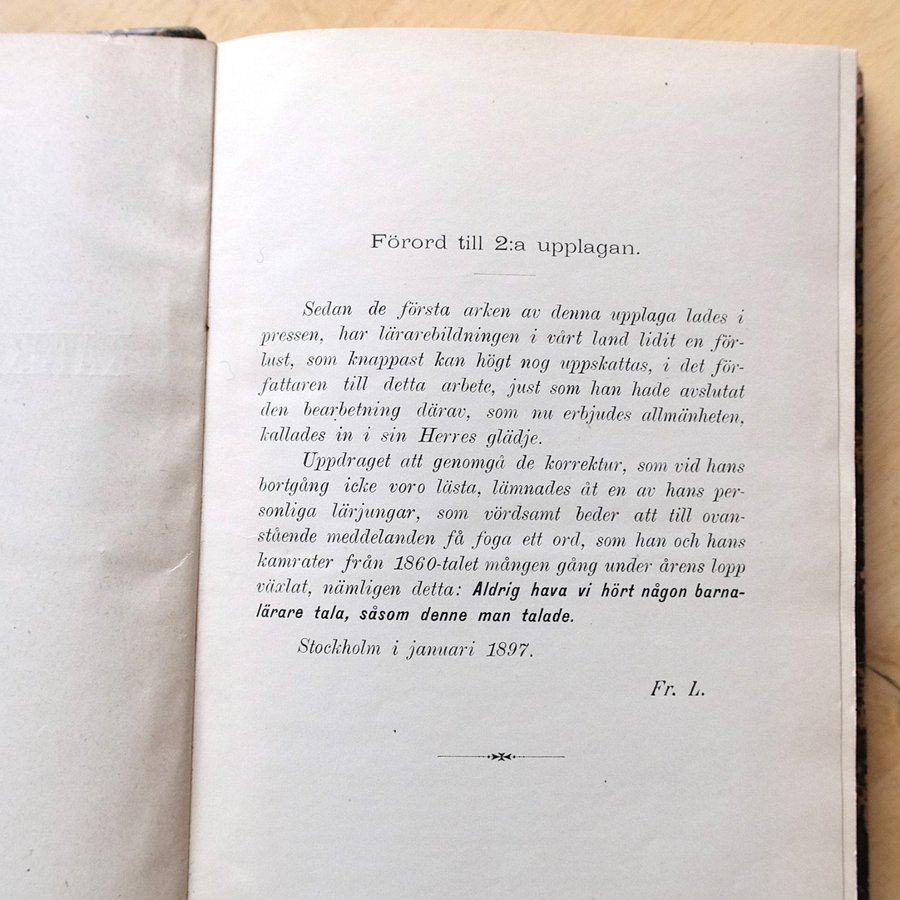 Förord till 2:a upplagan.
Sedan de första arken av denna upplaga lades i
pressen, har lärarebildningen i vårt land lidit en för-
lust, som knappast kan högt nog uppskattas, i det för-
fattaren till detta arbete, just som han hade avslutat
den bearbetning därav, som nu erbjudes allmänheten,
kallades in i sin Herres glädje.
Uppdraget att genomgå de korrektur, som vid hans
bortgång icke voro lästa, lämnades åt en av hans per-
sonliga lärjungar, som vördsamt beder att till ovan-
stående meddelanden få foga ett ord, som han och hans
kamrater från 1860-talet mången gång under årens lopp
växlat, nämligen detta: Aldrig hava vi hört någon barna-
lärare tala, såsom denne man talade.
Stockholm i januari 1897.
Fr. L.